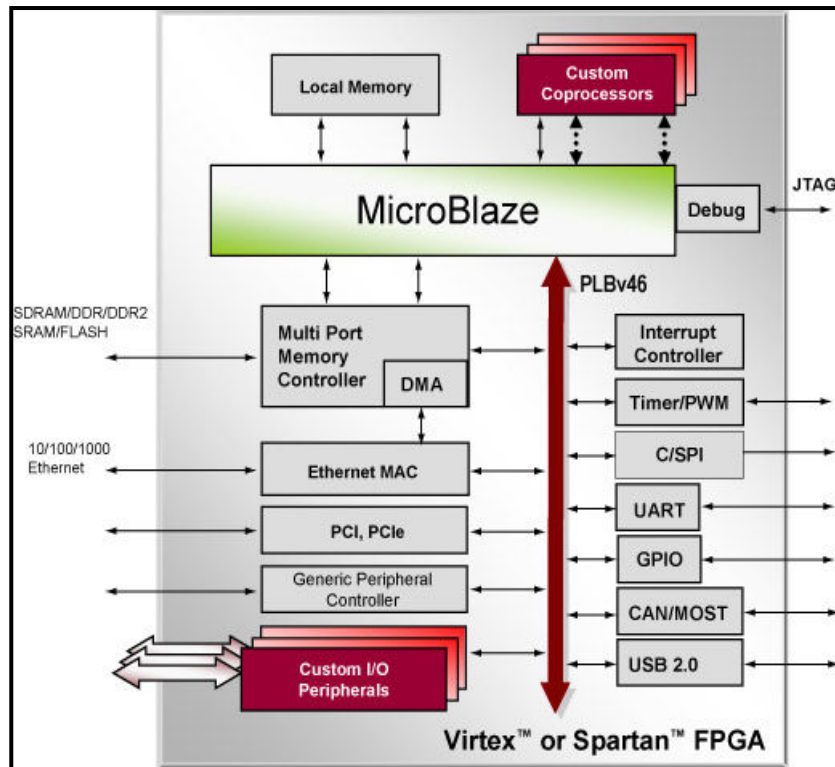 Local Memory
Custom
Coprocessors
MicroBlaze
Debug
JTAG
PLBv46
SDRAM/DDR/DDR2
SRAM/FLASH
Multi Port
Memory
Controller
DMA
Interrupt
Controller
Timer/PWM
10/100/1000
Ethernet
Ethernet MAC
C/SPI
UART
PCI, PCIe
GPIO
Generic Peripheral
Controller
CAN/MOST
Custom I/O
Peripherals
USB 2.0
Virtex™ or Spartan™ FPGA